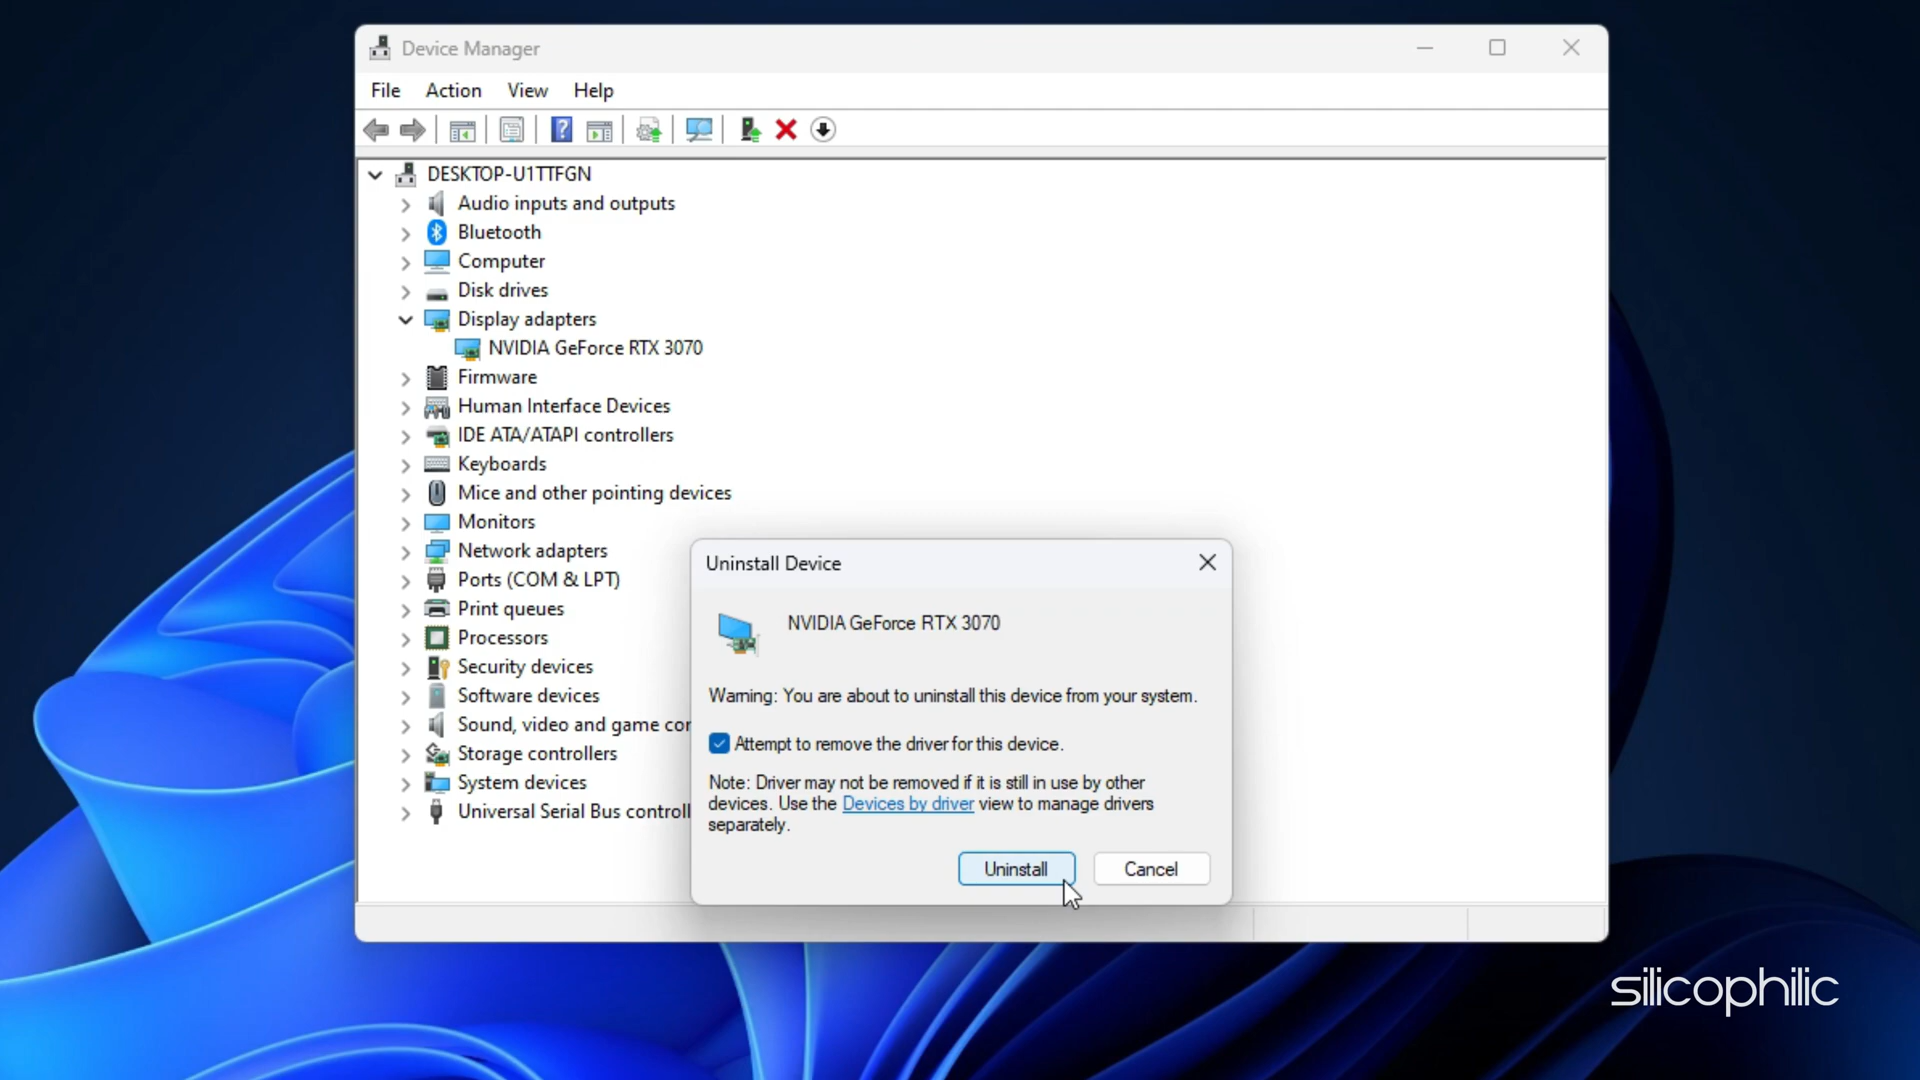 Device Manager
File Action View Help
DESKTOP-U1TTFGN
Audio inputs and outputs
Bluetooth
Computer
Disk drives
Display adapters
NVIDIA GeForce RTX 3070
Firmware
Human Interface Devices
IDE ATA/ATAPI controllers
Keyboards
Mice and other pointing devices
Monitors
Network adapters
Ports (COM & LPT)
Print queues
Processors
Security devices
Software devices
Sound, video and game cor
Storage controllers
System devices
Universal Serial Bus controll
Uninstall Device
NVIDIA GeForce RTX 3070
Warning: You are about to uninstall this device from your system.
Attempt to remove the driver for this device.
Note: Driver may not be removed if it is still in use by other
devices. Use the Devices by driver view to manage drivers
separately.
Uninstall Cancel
silicophilic